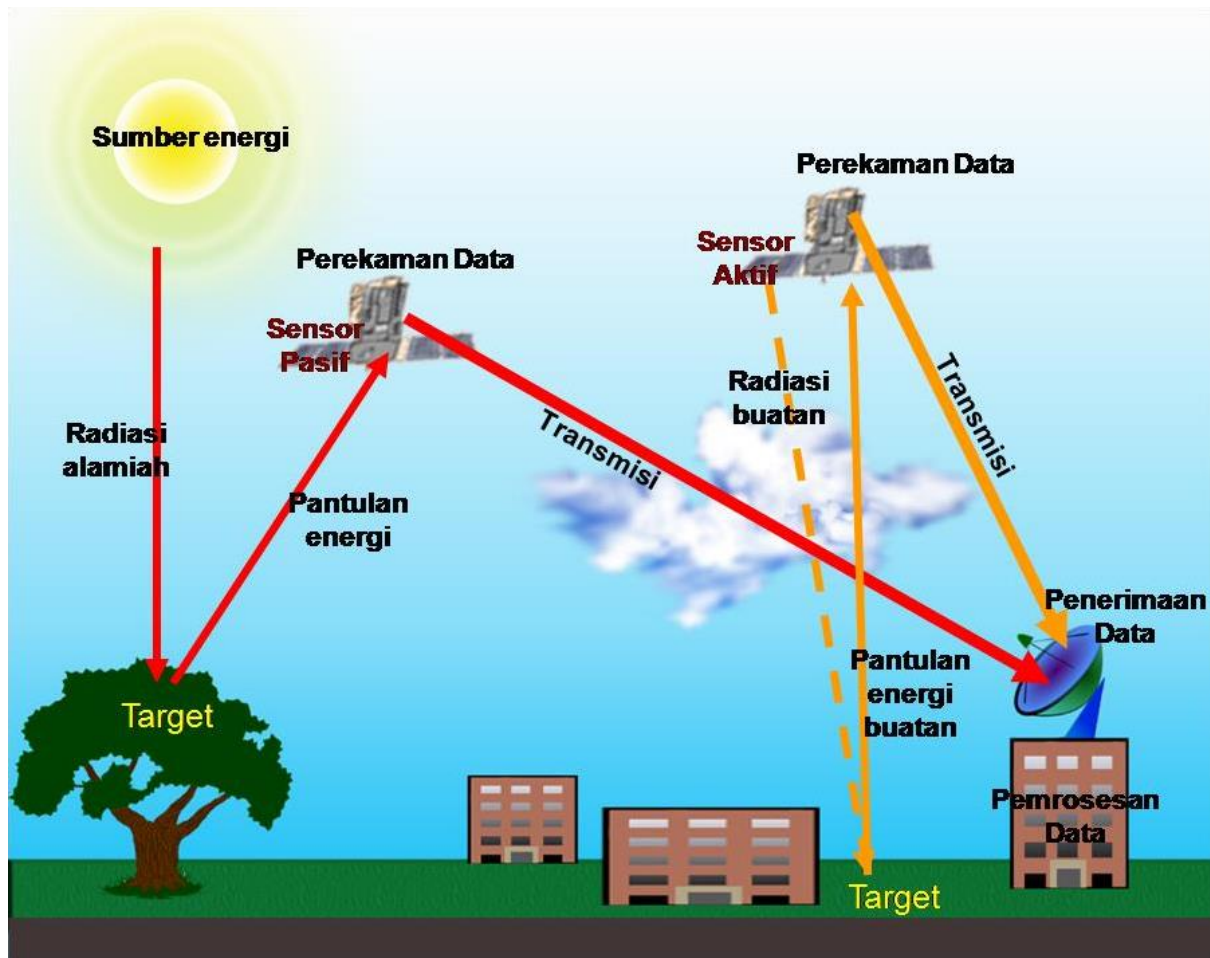 Sumber energi
Perekaman Data
Sensor
Aktif
Perekaman Data
Sensor
Pasif
Radiasi
buatan
Transmisi
Transmisi
Radiasi
alamiah
Pantulan
energi
Penerimaan
Data
Pantulan
energi
buatan
Target
Pemrosesan
Data
Target